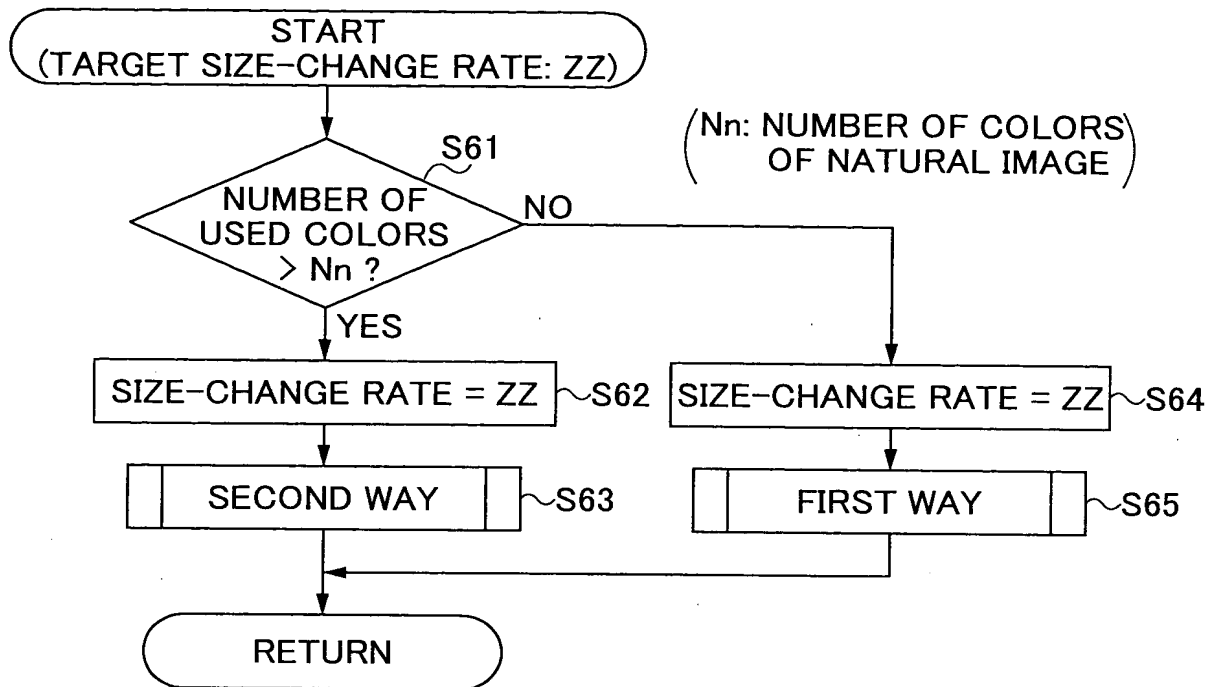 START
(TARGET SIZE-CHANGE RATE: ZZ)
(Nn: NUMBER OF COLORS
OF NATURAL IMAGE)
S61
NUMBER OF
USED COLORS
> Nn ?
NO
YES
SIZE-CHANGE RATE = ZZ
S62
SIZE-CHANGE RATE = ZZ
S64
SECOND WAY
S63
FIRST WAY
S65
RETURN